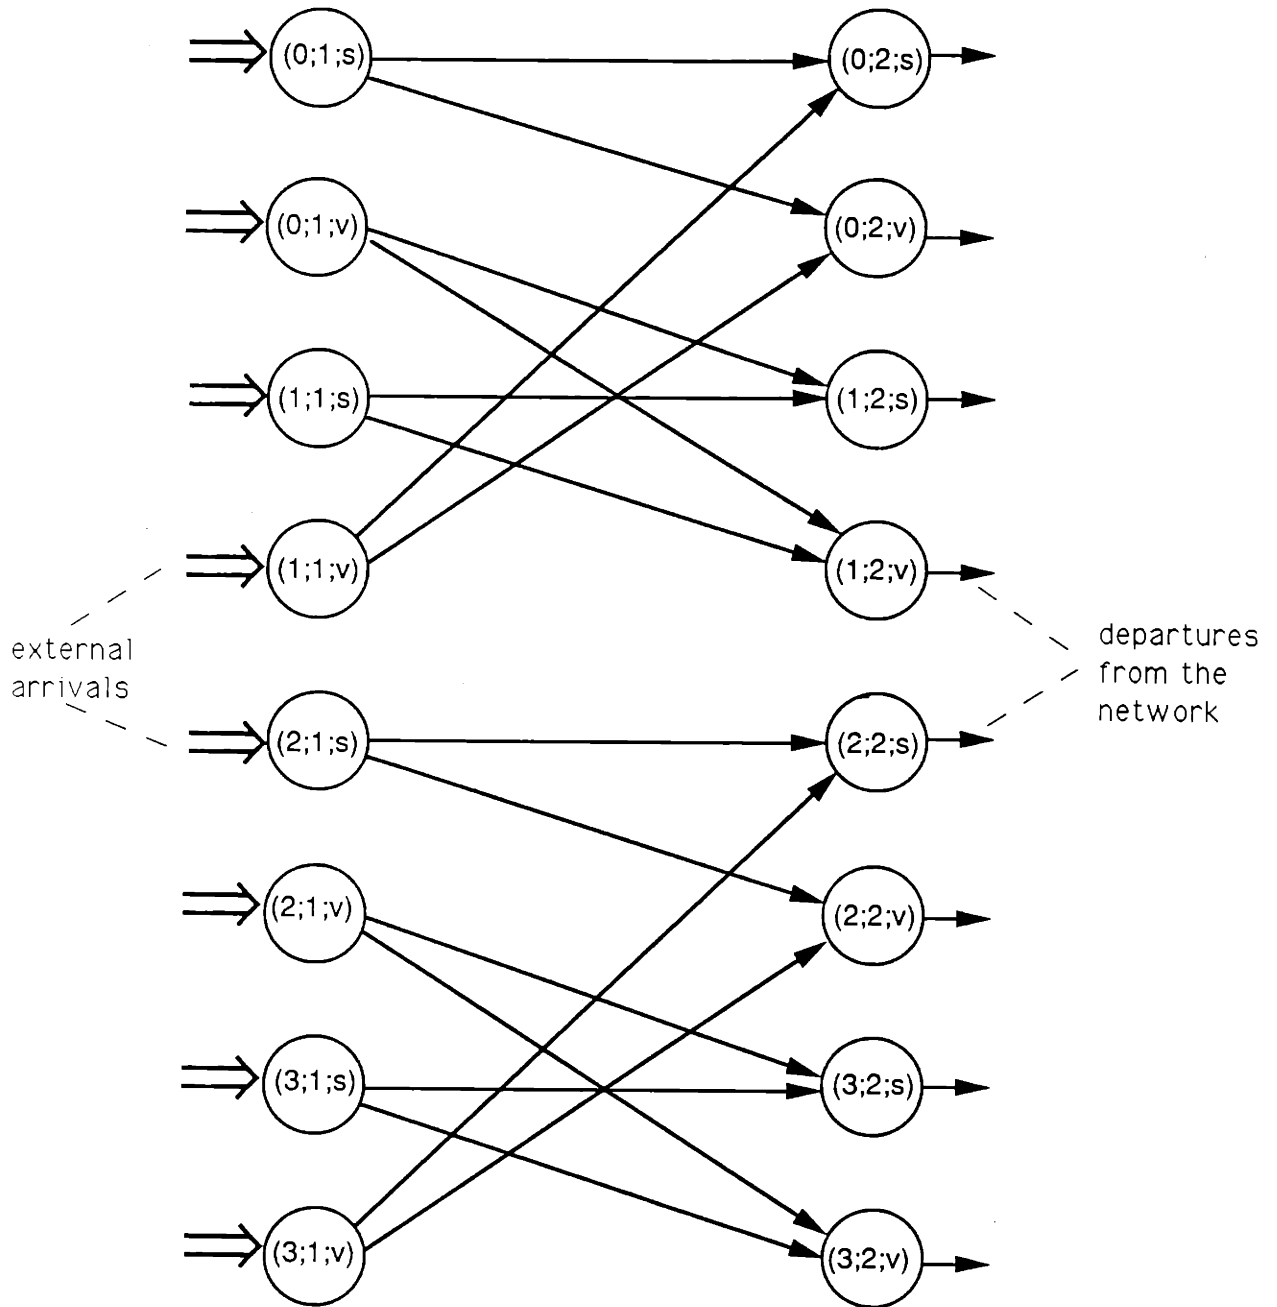 (0;1;s) (0;2;s)
(0;1;v) (0;2;v)
(1;1;s) (1;2;s)
(1;1;v) (1;2;v)
external
arrivals
departures
from the
network
(2;1;s) (2;2;s)
(2;1;v) (2;2;v)
(3;1;s) (3;2;s)
(3;1;v) (3;2;v)